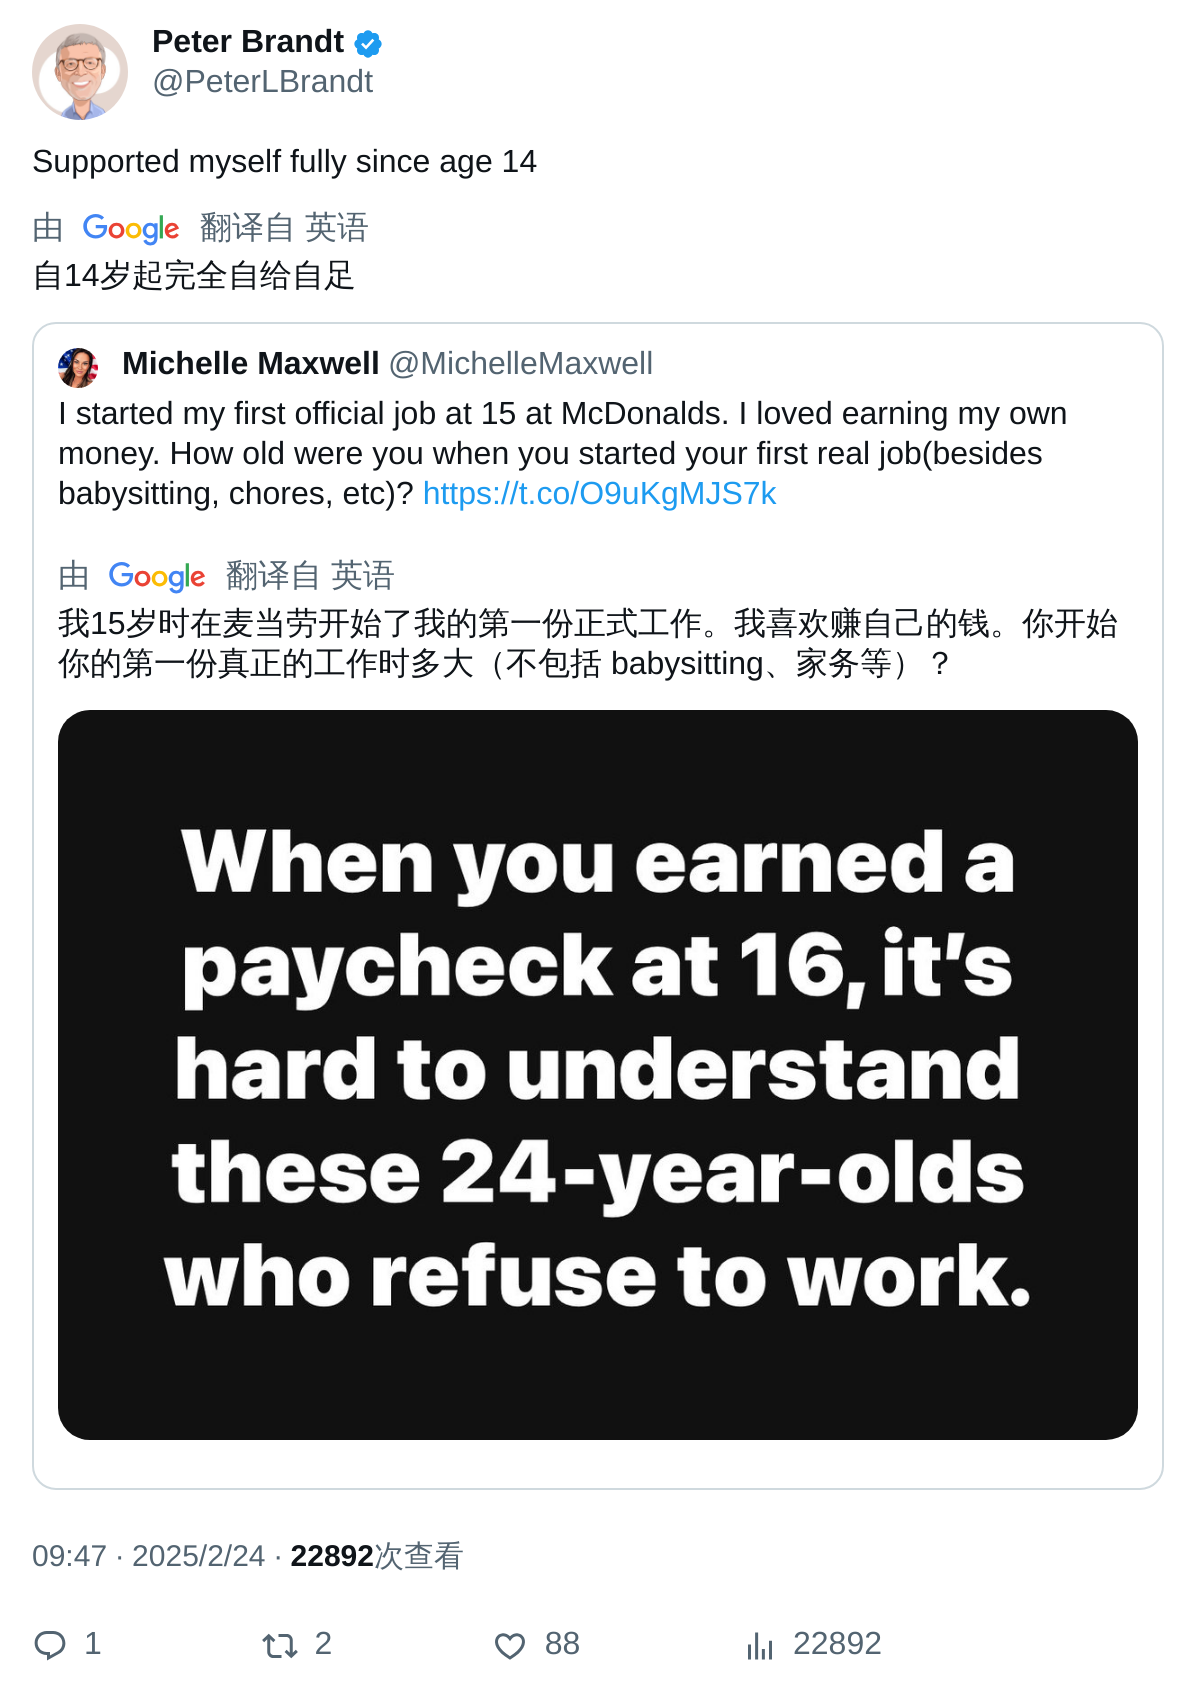 Peter Brandt
@PeterLBrandt
Supported myself fully since age 14
由 Google 翻译自 英语
自14岁起完全自给自足
Michelle Maxwell @MichelleMaxwell
I started my first official job at 15 at McDonalds. I loved earning my own
money. How old were you when you started your first real job(besides
babysitting, chores, etc)? https://t.co/O9uKgMJS7k
由 Google 翻译自 英语
我15岁时在麦当劳开始了我的第一份正式工作。我喜欢赚自己的钱。你开始
你的第一份真正的工作时多大（不包括 babysitting、家务等）？
When you earned a
paycheck at 16, it’s
hard to understand
these 24-year-olds
who refuse to work.
09:47 · 2025/2/24 · 22892次查看
1 2 88 22892